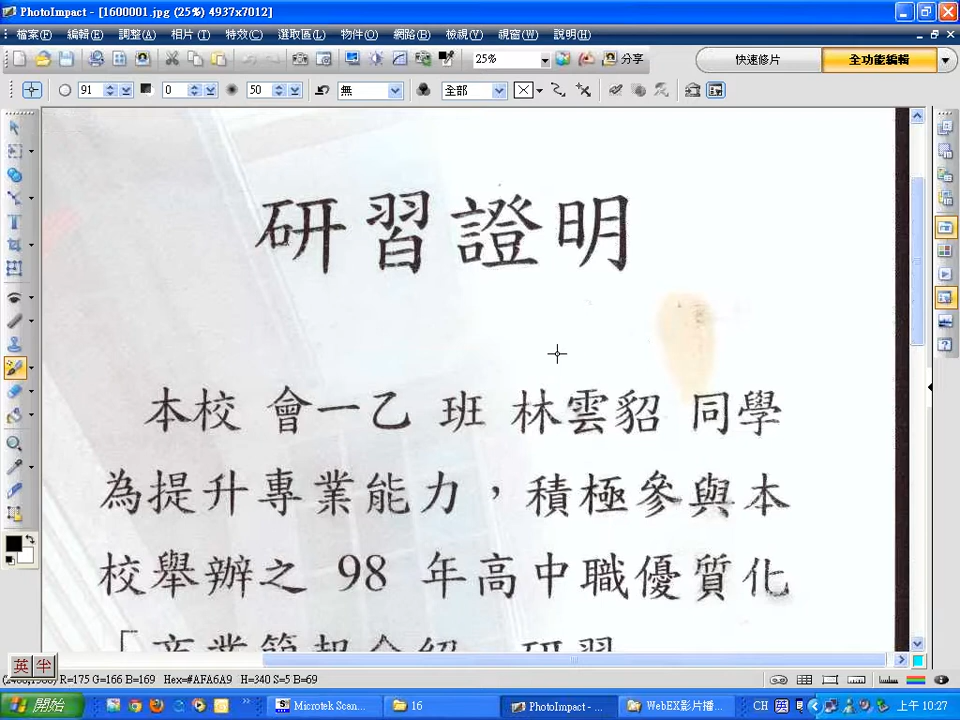 PhotoImpact - [1600001.jpg (25%) 4937x7012]
檔案(F) 編輯(E) 調整(A) 相片(I) 特效(C) 選取區(L) 物件(O) 網路(B) 檢視(V) 視窗(W) 說明(H)
25% 分享 快速修片 全功能編輯
91 0 50 無 全部
研習證明
本校 會一乙 班 林雲貂 同學
為提升專業能力，積極參與本
校舉辦之 98 年高中職優質化
英 半
R=175 G=166 B=169 Hex=#AFA6A9 H=340 S=5 B=69
開始 Microtek Scan... 16 PhotoImpact - ... WebEX影片播... CH 上午 10:27